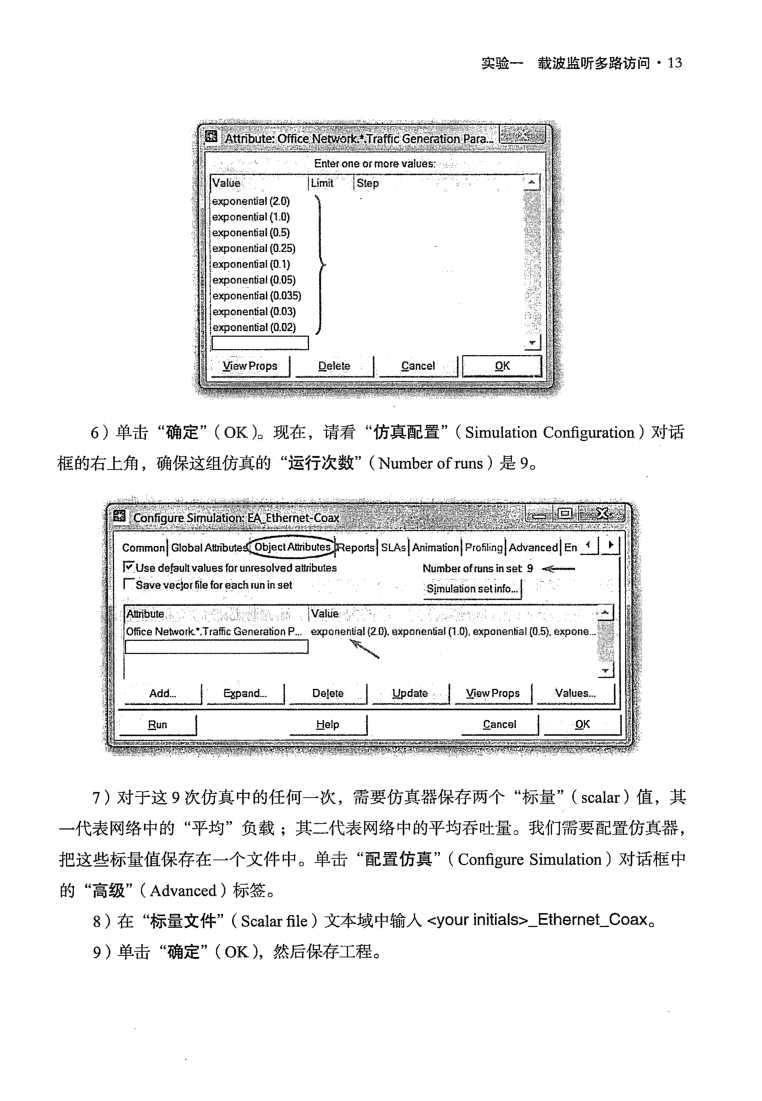 实验一 载波监听多路访问·13
Attribute: Office Network.*.Traffic Generation Para...
Enter one or more values:
Value Limit Step
exponential (2.0)
exponential (1.0)
exponential (0.5)
exponential (0.25)
exponential (0.1)
exponential (0.05)
exponential (0.035)
exponential (0.03)
exponential (0.02)
View Props Delete Cancel OK
6）单击“确定”（OK）。现在，请看“仿真配置”（Simulation Configuration）对话
框的右上角，确保这组仿真的“运行次数”（Number of runs）是 9。
Configure Simulation: EA_Ethernet-Coax
Common Global Attributes Object Attributes Reports SLAs Animation Profiling Advanced En
Use default values for unresolved attributes Number of runs in set 9
Save vector file for each run in set Simulation set info...
Attribute Value
Office Network.*.Traffic Generation P... exponential (2.0), exponential (1.0), exponential (0.5), expone...
Add... Expand... Delete Update View Props Values...
Run Help Cancel OK
7）对于这 9 次仿真中的任何一次，需要仿真器保存两个“标量”（scalar）值，其
一代表网络中的“平均”负载；其二代表网络中的平均吞吐量。我们需要配置仿真器，
把这些标量值保存在一个文件中。单击“配置仿真”（Configure Simulation）对话框中
的“高级”（Advanced）标签。
8）在“标量文件”（Scalar file）文本域中输入 <your initials>_Ethernet_Coax。
9）单击“确定”（OK），然后保存工程。